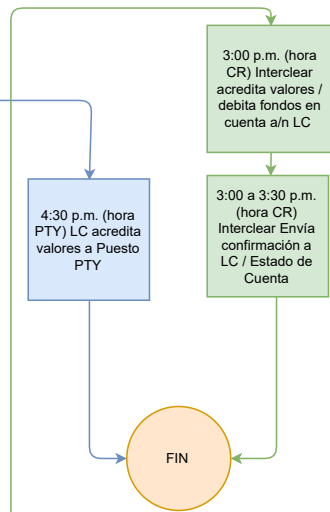 3:00 p.m. (hora
CR) Interclear
acredita valores /
debita fondos en
cuenta a/n LC
4:30 p.m. (hora
PTY) LC acredita
valores a Puesto
PTY
3:00 a 3:30 p.m.
(hora CR)
Interclear Envía
confirmación a
LC / Estado de
Cuenta
FIN